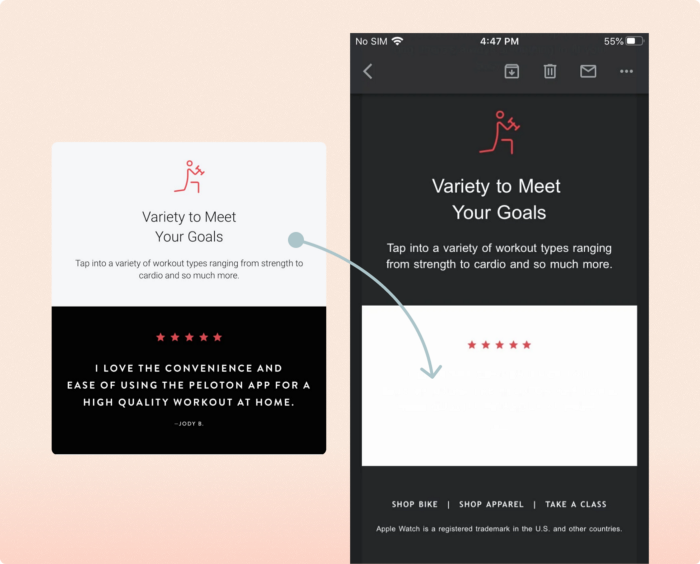 Variety to Meet
Your Goals
Tap into a variety of workout types ranging from strength to
cardio and so much more.
I LOVE THE CONVENIENCE AND
EASE OF USING THE PELOTON APP FOR A
HIGH QUALITY WORKOUT AT HOME.
–JODY B.
No SIM 4:47 PM 55%
Variety to Meet
Your Goals
Tap into a variety of workout types ranging
from strength to cardio and so much more.
SHOP BIKE | SHOP APPAREL | TAKE A CLASS
Apple Watch is a registered trademark in the U.S. and other countries.